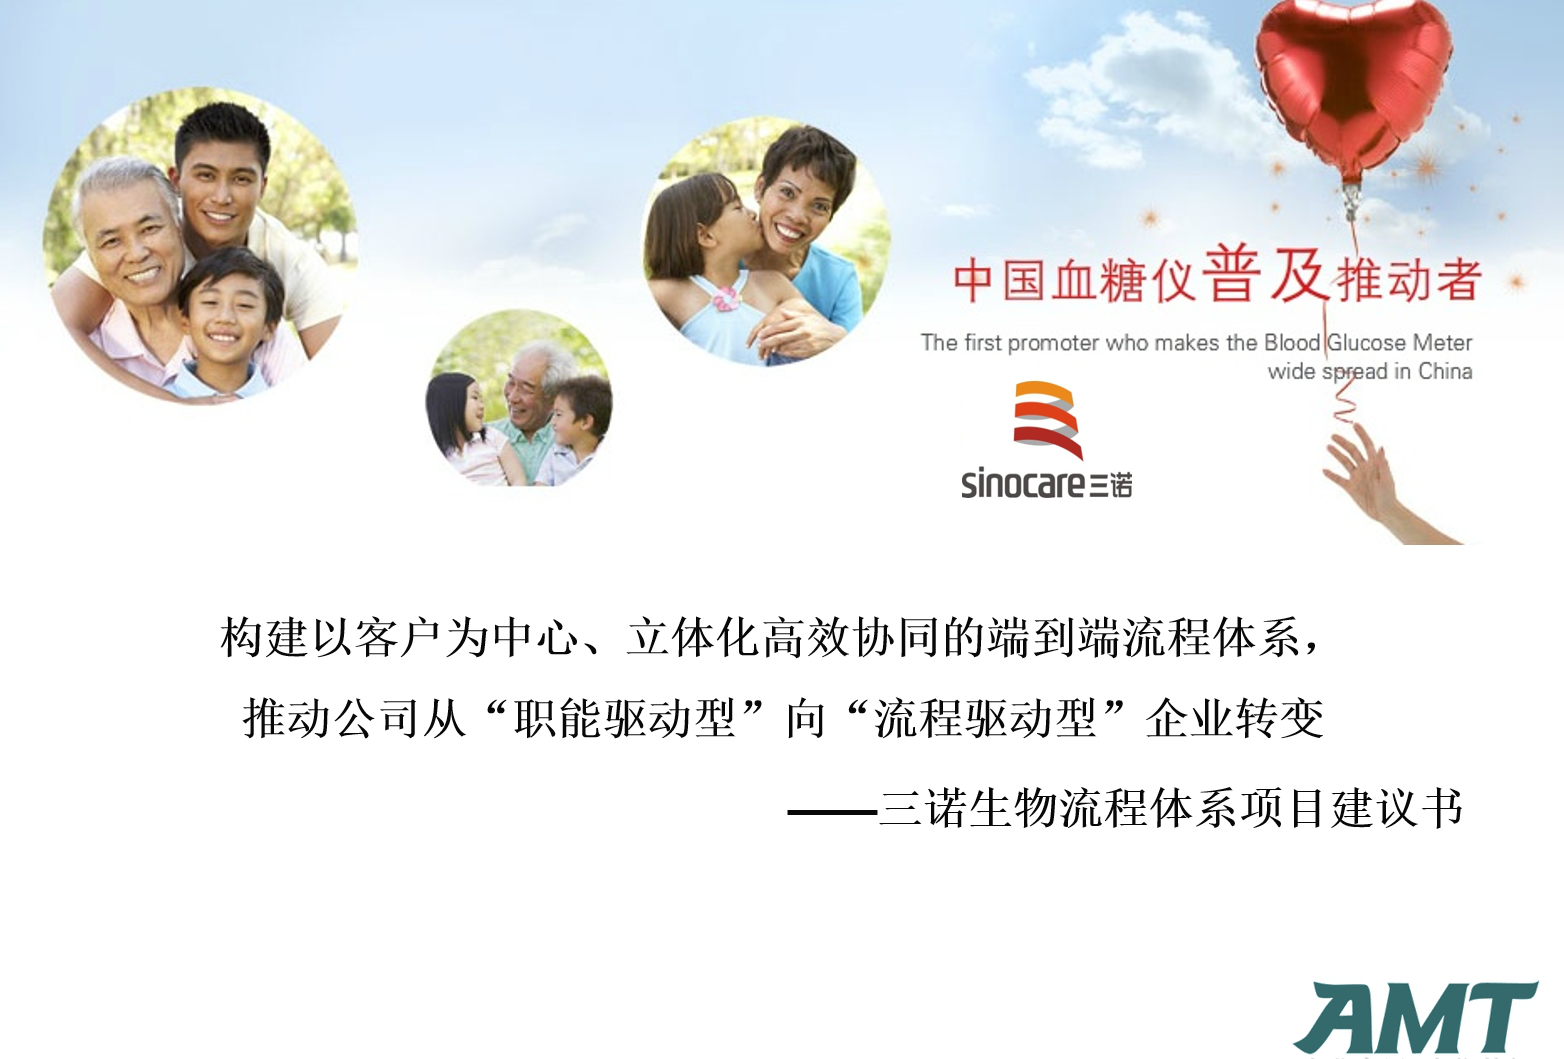 中国血糖仪普及推动者
The first promoter who makes the Blood Glucose Meter
wide spread in China
sinocare三诺
构建以客户为中心、立体化高效协同的端到端流程体系，
推动公司从“职能驱动型”向“流程驱动型”企业转变
——三诺生物流程体系项目建议书
AMT